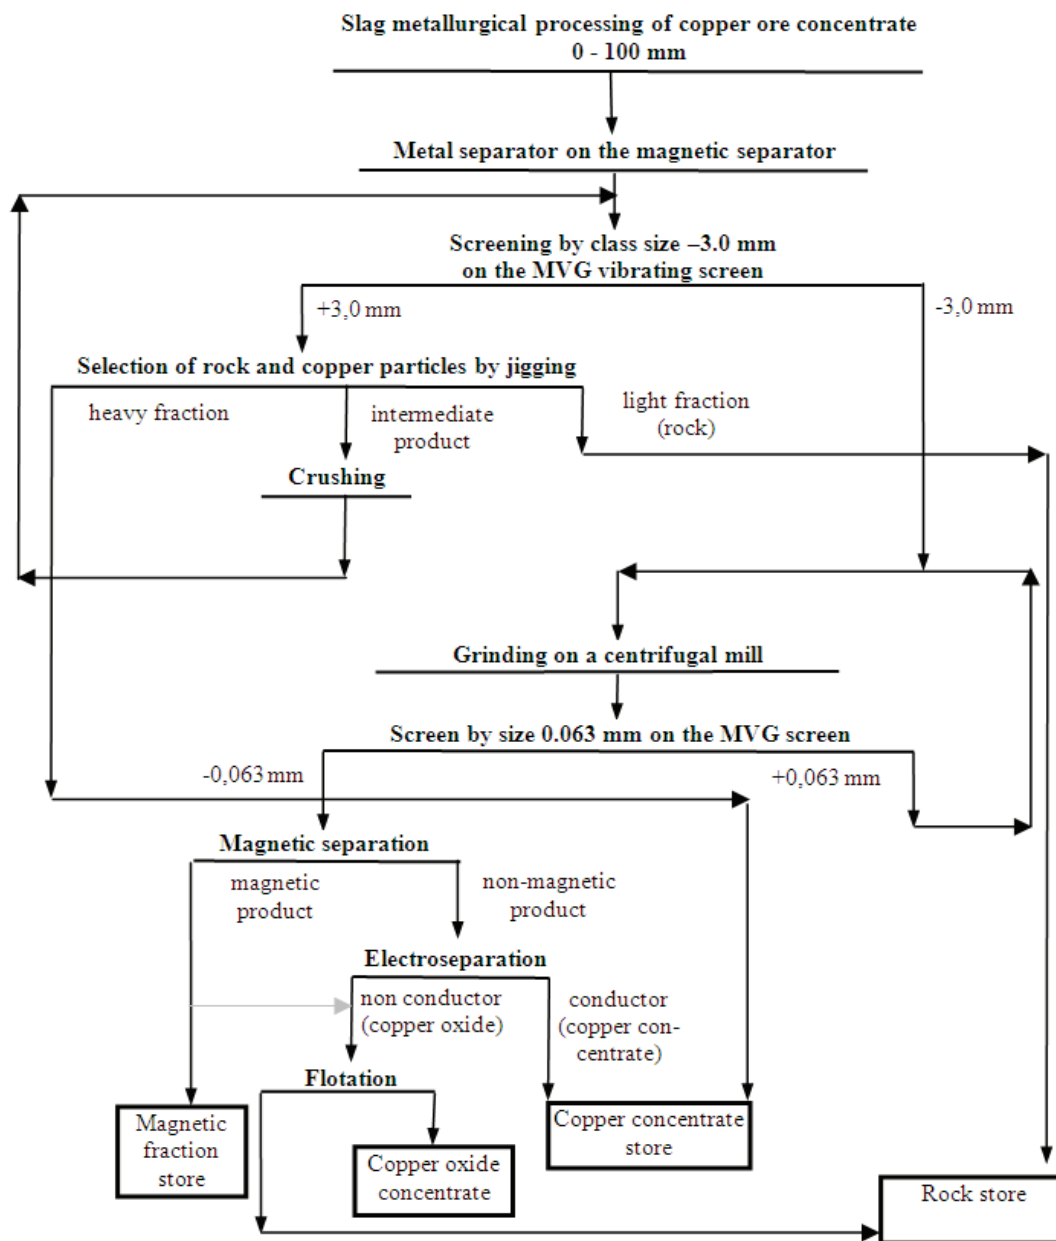 Slag metallurgical processing of copper ore concentrate
0 - 100 mm
Metal separator on the magnetic separator
Screening by class size –3.0 mm
on the MVG vibrating screen
+3,0 mm
-3,0 mm
Selection of rock and copper particles by jigging
heavy fraction
intermediate
product
light fraction
(rock)
Crushing
Grinding on a centrifugal mill
Screen by size 0.063 mm on the MVG screen
-0,063 mm
+0,063 mm
Magnetic separation
magnetic
product
non-magnetic
product
Electroseparation
non conductor
(copper oxide)
conductor
(copper con-
centrate)
Flotation
Magnetic
fraction
store
Copper oxide
concentrate
Copper concentrate
store
Rock store